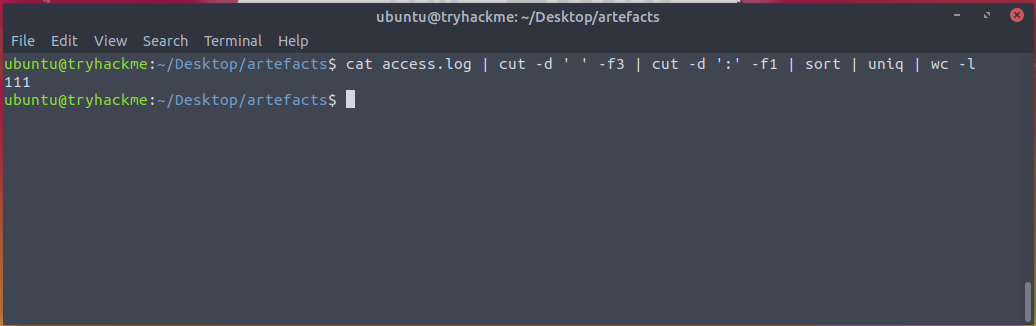 ubuntu@tryhackme: ~/Desktop/artefacts
File Edit View Search Terminal Help
ubuntu@tryhackme:~/Desktop/artefacts$ cat access.log | cut -d ' ' -f3 | cut -d ':' -f1 | sort | uniq | wc -l
111
ubuntu@tryhackme:~/Desktop/artefacts$